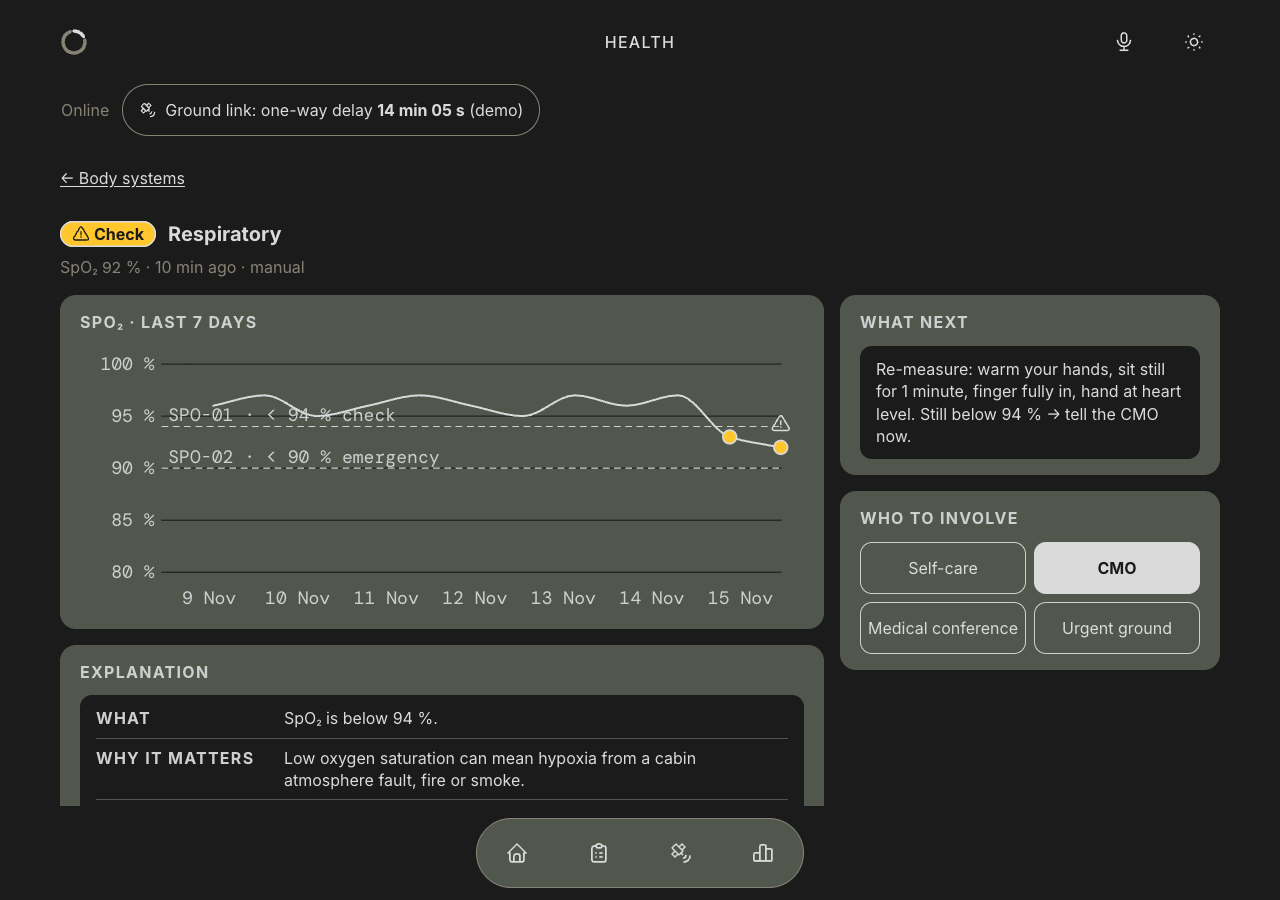 HEALTH
Online
Ground link: one-way delay 14 min 05 s (demo)
← Body systems
Check
Respiratory
SpO₂ 92 % · 10 min ago · manual
SPO₂ · LAST 7 DAYS
100 %
95 %
SPO-01 · < 94 % check
SPO-02 · < 90 % emergency
90 %
85 %
80 %
9 Nov 10 Nov 11 Nov 12 Nov 13 Nov 14 Nov 15 Nov
WHAT NEXT
Re-measure: warm your hands, sit still
for 1 minute, finger fully in, hand at heart
level. Still below 94 % → tell the CMO
now.
WHO TO INVOLVE
Self-care
CMO
Medical conference
Urgent ground
EXPLANATION
WHAT
SpO₂ is below 94 %.
WHY IT MATTERS
Low oxygen saturation can mean hypoxia from a cabin
atmosphere fault, fire or smoke.